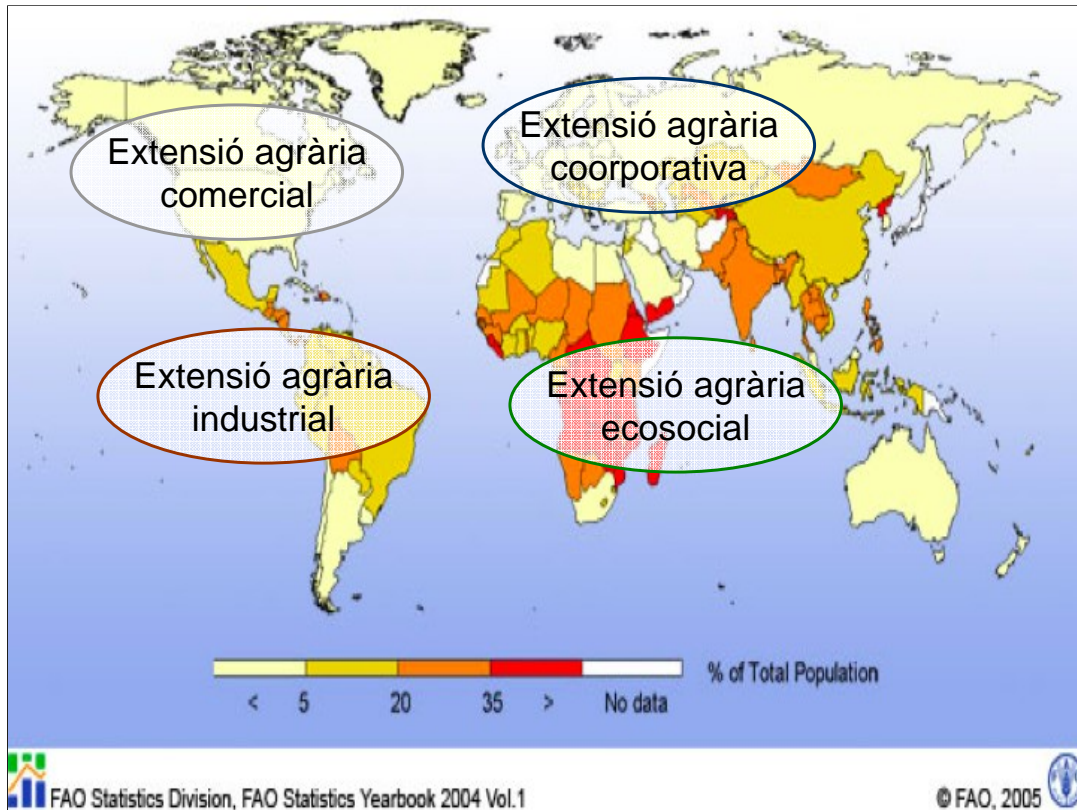 Extensió agrària
comercial
Extensió agrària
coorporativa
Extensió agrària
industrial
Extensió agrària
ecosocial
% of Total Population
< 5 20 35 > No data
FAO Statistics Division, FAO Statistics Yearbook 2004 Vol.1
© FAO, 2005